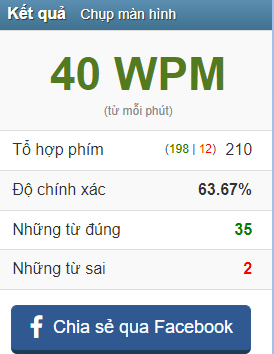 Kết quả Chụp màn hình
40 WPM
(từ mỗi phút)
Tổ hợp phím (198 | 12) 210
Độ chính xác 63.67%
Những từ đúng 35
Những từ sai 2
f Chia sẻ qua Facebook